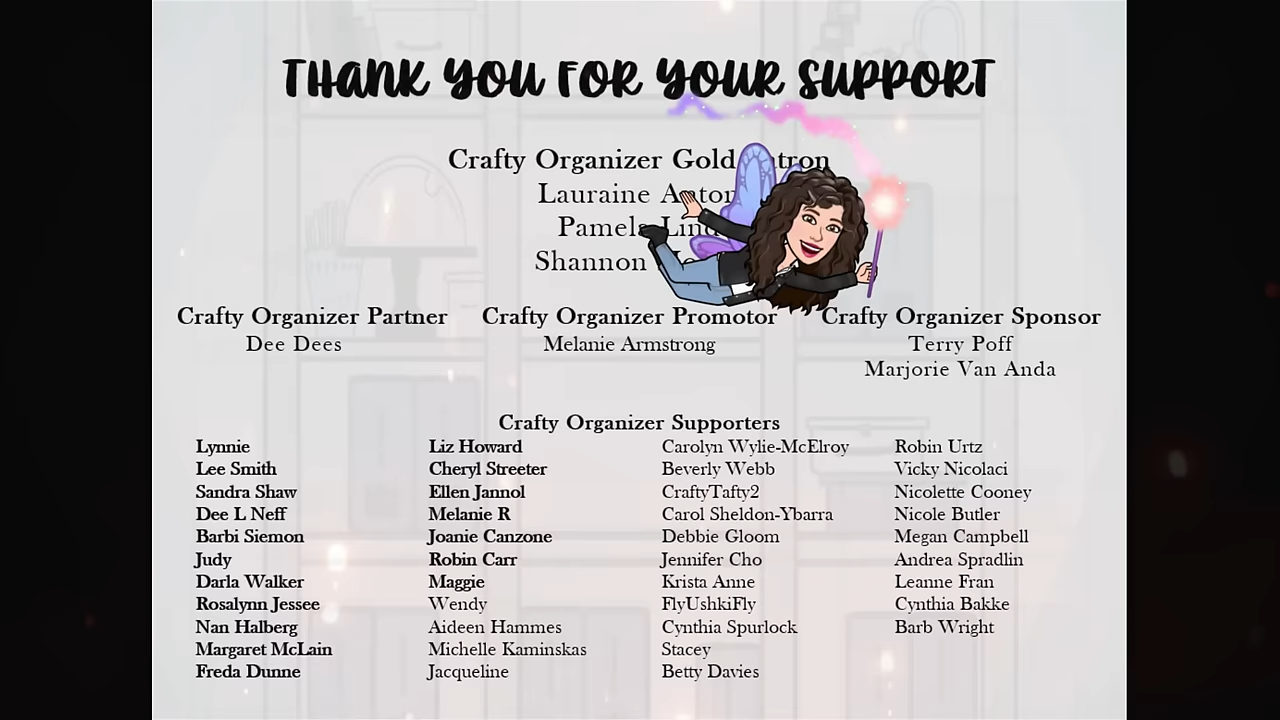 THANK YOU FOR YOUR SUPPORT
Crafty Organizer Gold
Lauraine
Pamela
Shannon
Crafty Organizer Partner
Dee Dees
Crafty Organizer Promotor
Melanie Armstrong
Crafty Organizer Sponsor
Terry Poff
Marjorie Van Anda
Crafty Organizer Supporters
Lynnie
Lee Smith
Sandra Shaw
Dee L Neff
Barbi Siemon
Judy
Darla Walker
Rosalynn Jessee
Nan Halberg
Margaret McLain
Freda Dunne
Liz Howard
Cheryl Streeter
Ellen Jannol
Melanie R
Joanie Canzone
Robin Carr
Maggie
Wendy
Aideen Hammes
Michelle Kaminskas
Jacqueline
Carolyn Wylie-McElroy
Beverly Webb
CraftyTafty2
Carol Sheldon-Ybarra
Debbie Gloom
Jennifer Cho
Krista Anne
FlyUshkiFly
Cynthia Spurlock
Stacey
Betty Davies
Robin Urtz
Vicky Nicolaci
Nicolette Cooney
Nicole Butler
Megan Campbell
Andrea Spradlin
Leanne Fran
Cynthia Bakke
Barb Wright